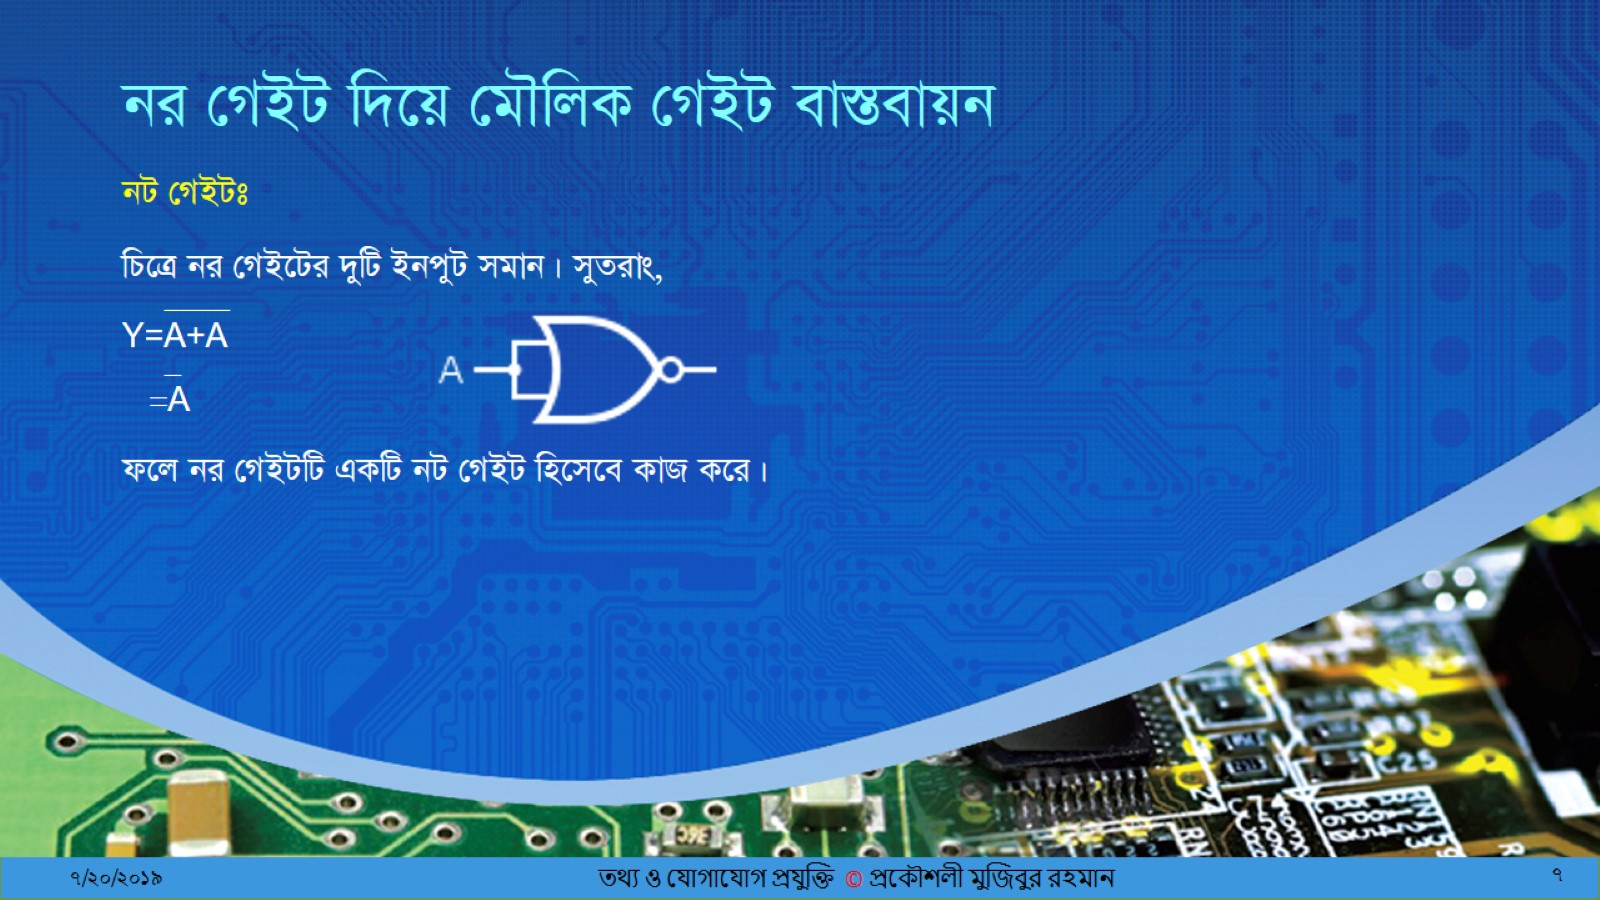 নর গেইট দিয়ে মৌলিক গেইট বাস্তবায়ন
নট গেইটঃ
চিত্রে নর গেইটের দুটি ইনপুট সমান। সুতরাং,
Y=A̅+̅A̅
=A̅
A
ফলে নর গেইটটি একটি নট গেইট হিসেবে কাজ করে।
C25
৭/২০/২০১৯
তথ্য ও যোগাযোগ প্রযুক্তি © প্রকৌশলী মুজিবুর রহমান
৭